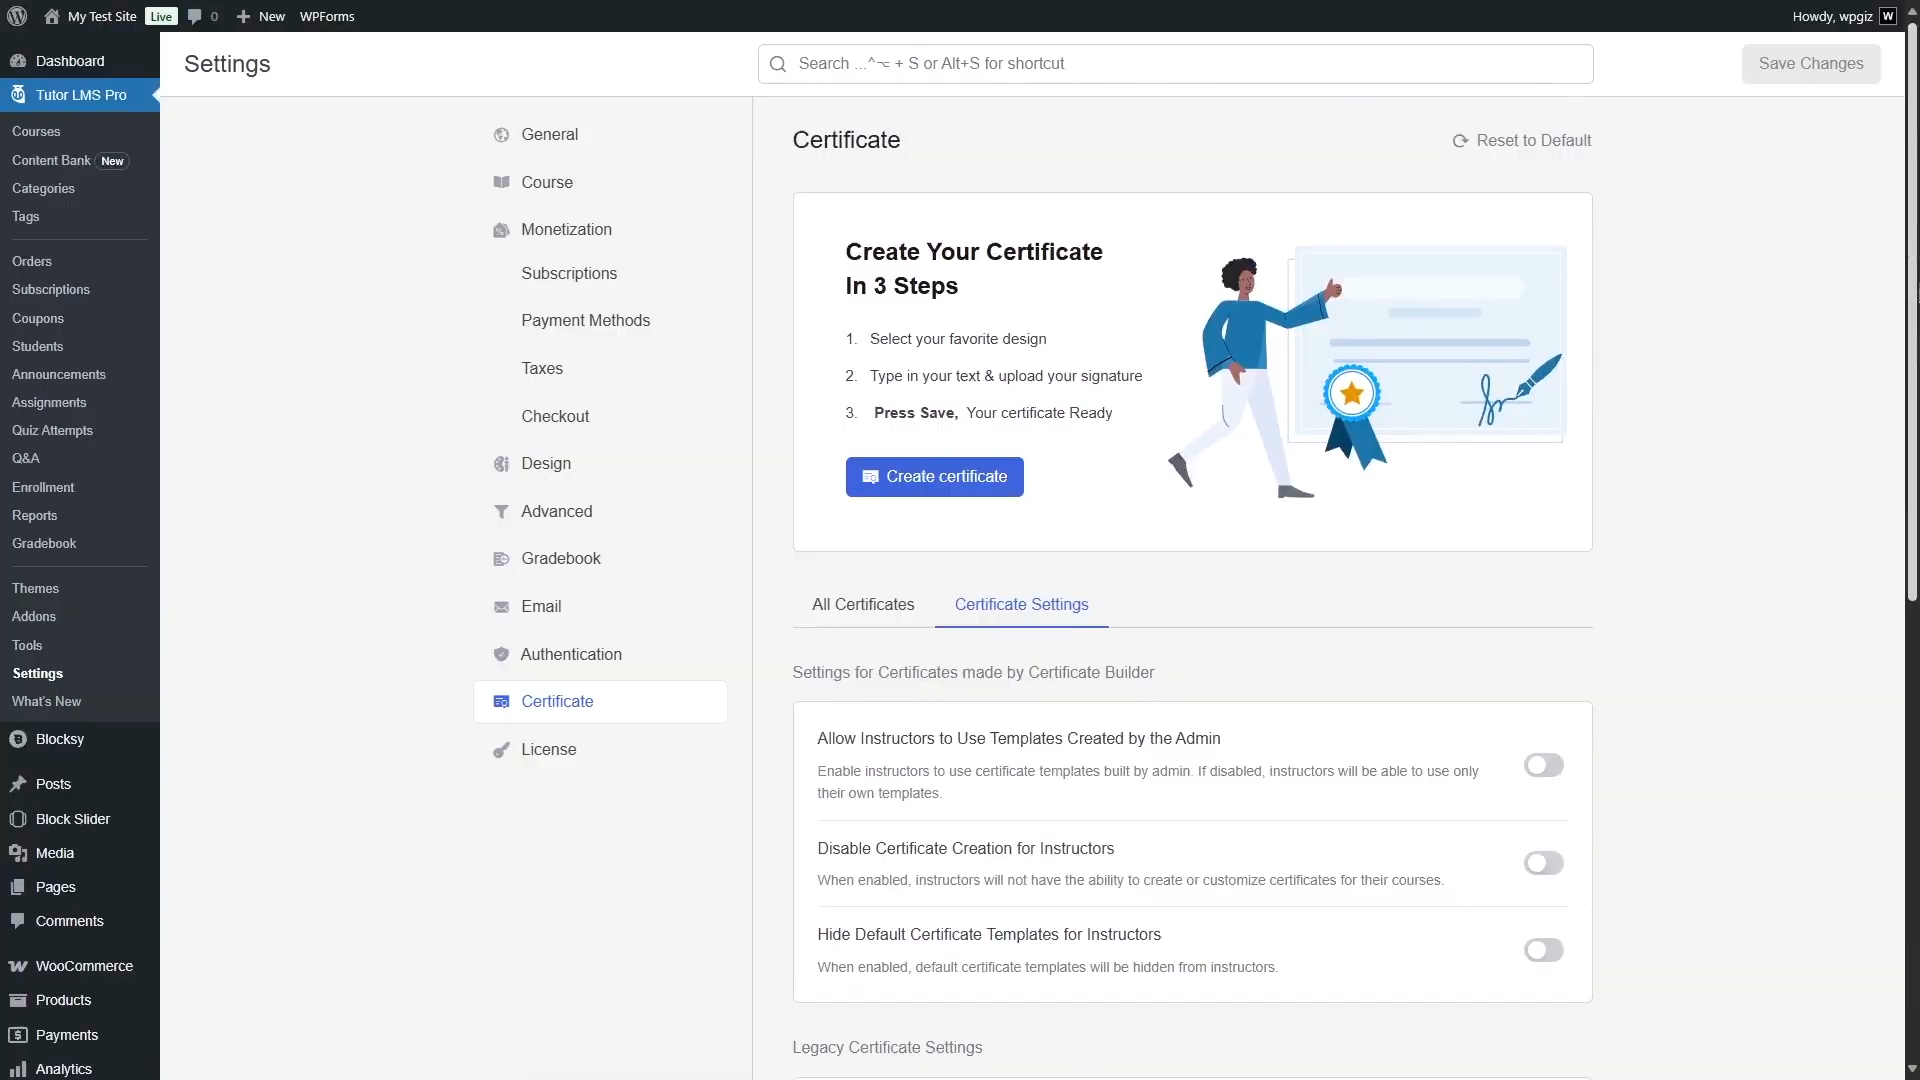 My Test Site Live 0 New WPForms Howdy, wpgiz W
Dashboard
Tutor LMS Pro
Courses
Content Bank New
Categories
Tags
Orders
Subscriptions
Coupons
Students
Announcements
Assignments
Quiz Attempts
Q&A
Enrollment
Reports
Gradebook
Themes
Addons
Tools
Settings
What's New
Blocksy
Posts
Block Slider
Media
Pages
Comments
WooCommerce
Products
Payments
Analytics
Settings
Search ...^⌥ + S or Alt+S for shortcut
Save Changes
General
Course
Monetization
Subscriptions
Payment Methods
Taxes
Checkout
Design
Advanced
Gradebook
Email
Authentication
Certificate
License
Certificate
Reset to Default
Create Your Certificate
In 3 Steps
1. Select your favorite design
2. Type in your text & upload your signature
3. Press Save, Your certificate Ready
Create certificate
All Certificates Certificate Settings
Settings for Certificates made by Certificate Builder
Allow Instructors to Use Templates Created by the Admin
Enable instructors to use certificate templates built by admin. If disabled, instructors will be able to use only
their own templates.
Disable Certificate Creation for Instructors
When enabled, instructors will not have the ability to create or customize certificates for their courses.
Hide Default Certificate Templates for Instructors
When enabled, default certificate templates will be hidden from instructors.
Legacy Certificate Settings